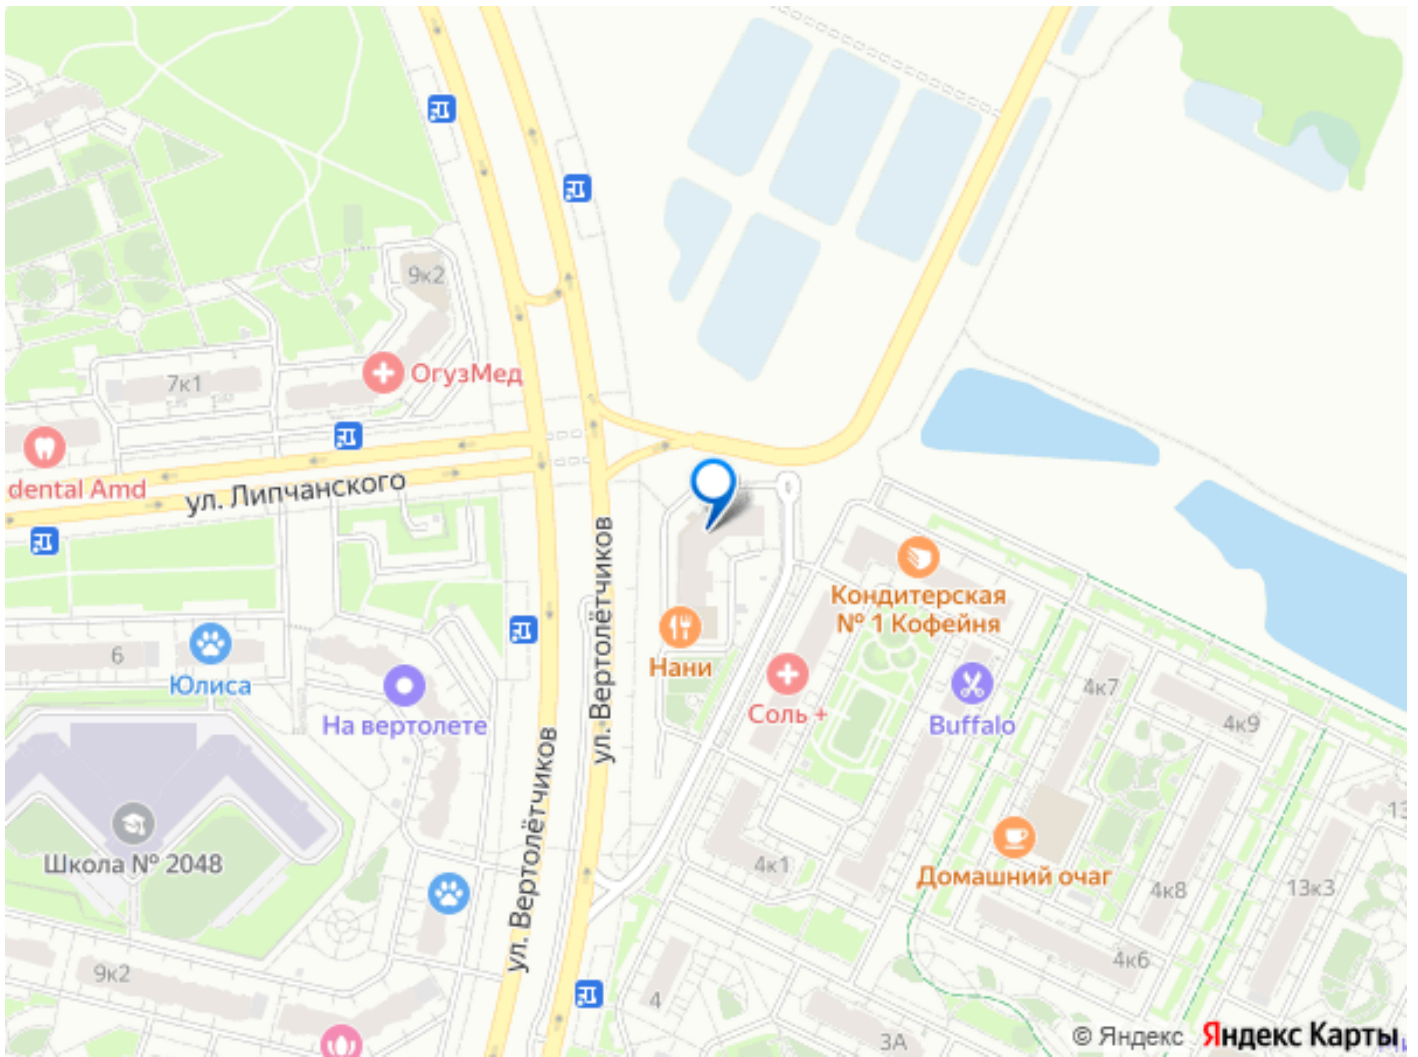 9к2
7к1
ОгузМед
dental Amd
ул. Липчанского
ул. Вертолётчиков
Кондитерская
№ 1 Кофейня
Нани
6
Юлиса
На вертолете
Соль +
Buffalo
4к7
4к9
ул. Вертолётчиков
Школа № 2048
4к1
Домашний очаг
4к8
13к3
13
9к2
4
4к6
3А
© Яндекс Яндекс Карты